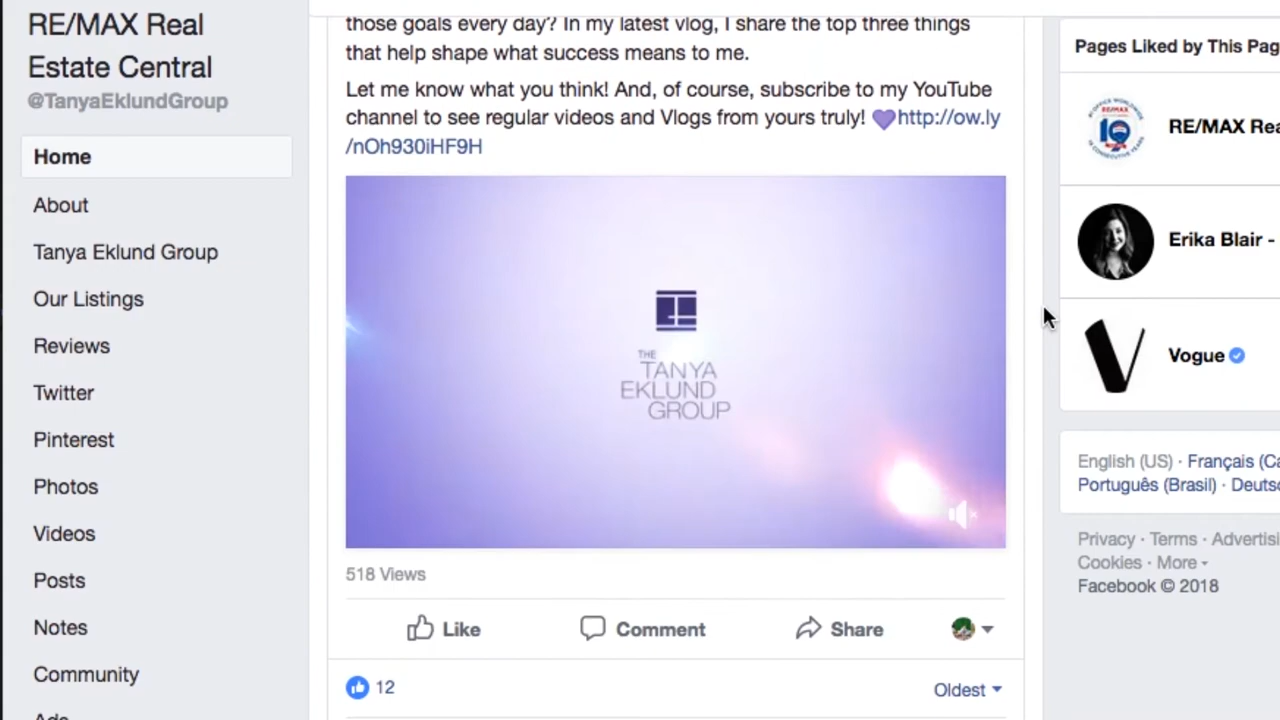 RE/MAX Real
Estate Central
@TanyaEklundGroup
Home
About
Tanya Eklund Group
Our Listings
Reviews
Twitter
Pinterest
Photos
Videos
Posts
Notes
Community
those goals every day? In my latest vlog, I share the top three things
that help shape what success means to me.
Let me know what you think! And, of course, subscribe to my YouTube
channel to see regular videos and Vlogs from yours truly! 💜http://ow.ly
/nOh930iHF9H
THE
TANYA
EKLUND
GROUP
518 Views
Like
Comment
Share
12
Oldest
Pages Liked by This Pag
RE/MAX Rea
Erika Blair -
Vogue
English (US) · Français (Ca
Português (Brasil) · Deutsc
Privacy · Terms · Advertisi
Cookies · More
Facebook © 2018